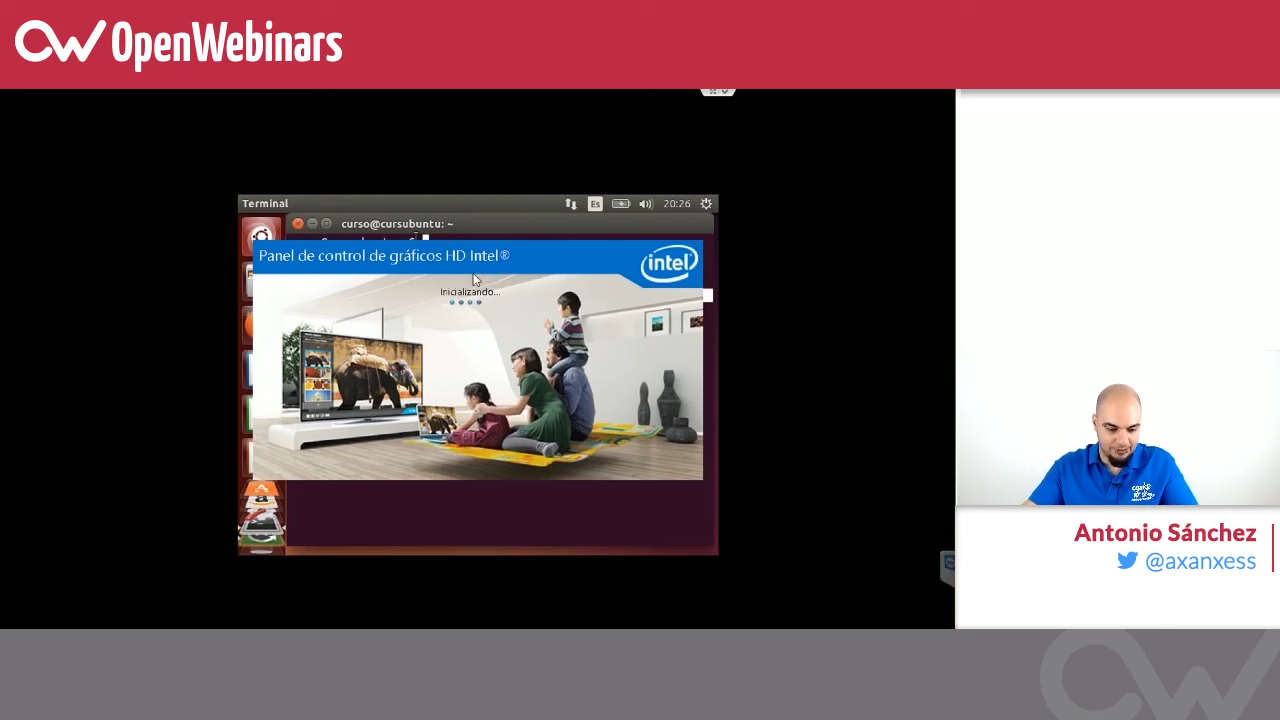 OpenWebinars
Terminal
Es
20:26
curso@cursubuntu: ~
Panel de control de gráficos HD Intel®
intel
Inicializando...
Antonio Sánchez
@axanxess